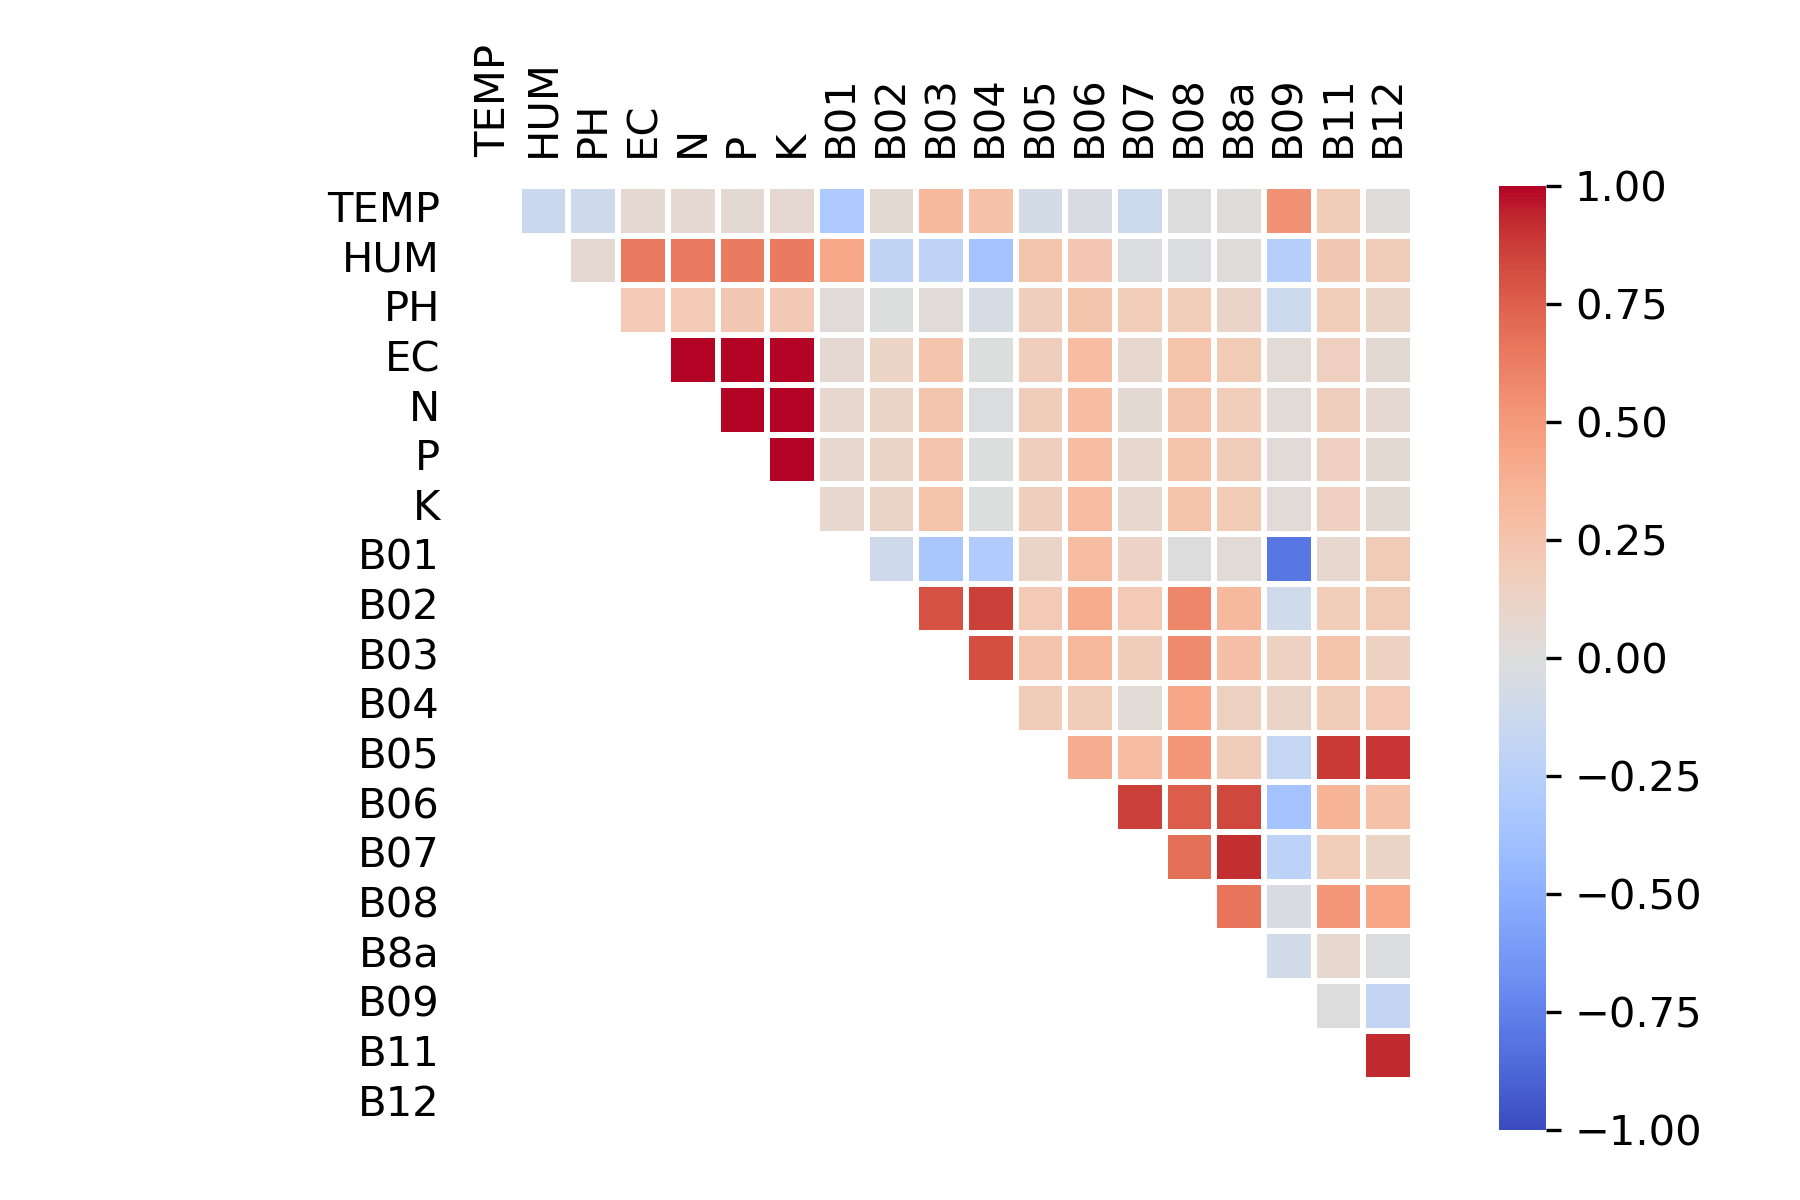 TEMP HUM PH EC N P K B01 B02 B03 B04 B05 B06 B07 B08 B8a B09 B11 B12
TEMP
HUM
PH
EC
N
P
K
B01
B02
B03
B04
B05
B06
B07
B08
B8a
B09
B11
B12
1.00
0.75
0.50
0.25
0.00
−0.25
−0.50
−0.75
−1.00